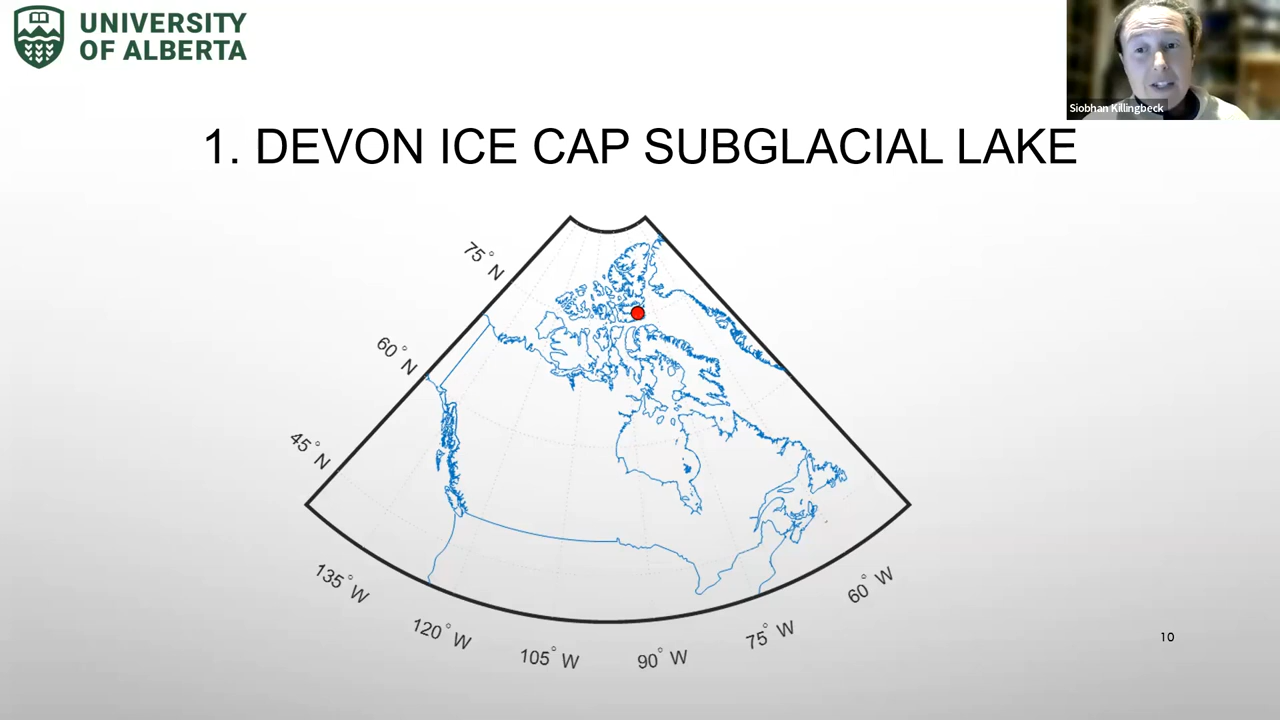 UNIVERSITY
OF ALBERTA
Siobhan Killingbeck
1. DEVON ICE CAP SUBGLACIAL LAKE
75° N
60° N
45° N
135° W
120° W
105° W
90° W
75° W
60° W
10